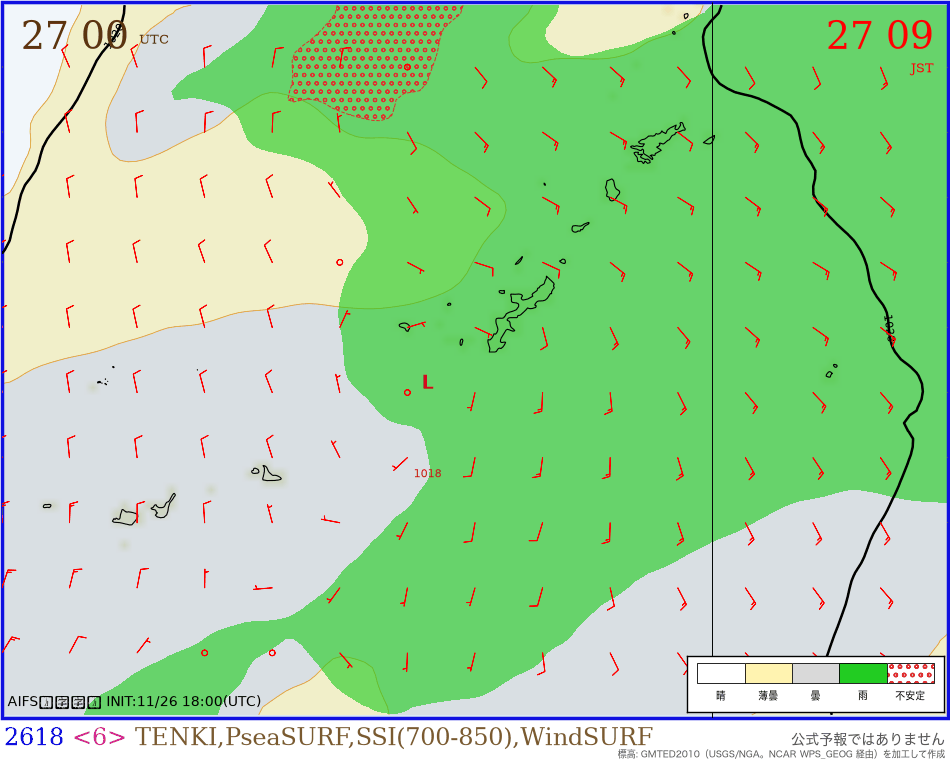 27 00 UTC
27 09
JST
1020
1020
L
1018
晴 薄曇 曇 雨 不安定
AIFS INIT:11/26 18:00(UTC)
2618 <6> TENKI,PseaSURF,SSI(700-850),WindSURF
公式予報ではありません
標高: GMTED2010（USGS/NGA。NCAR WPS_GEOG 経由）を加工して作成